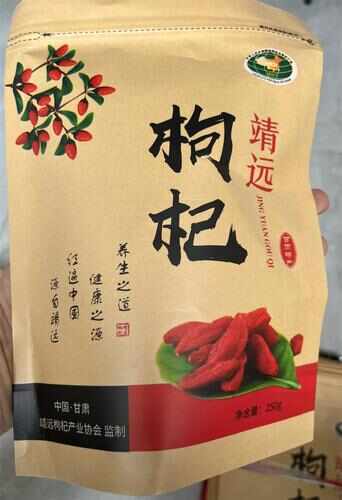 靖远
枸杞
JING YUAN GOU QI
养生之道
健康之源
红遍中国
源自靖远
净含量：250g
中国·甘肃
靖远枸杞产业协会 监制